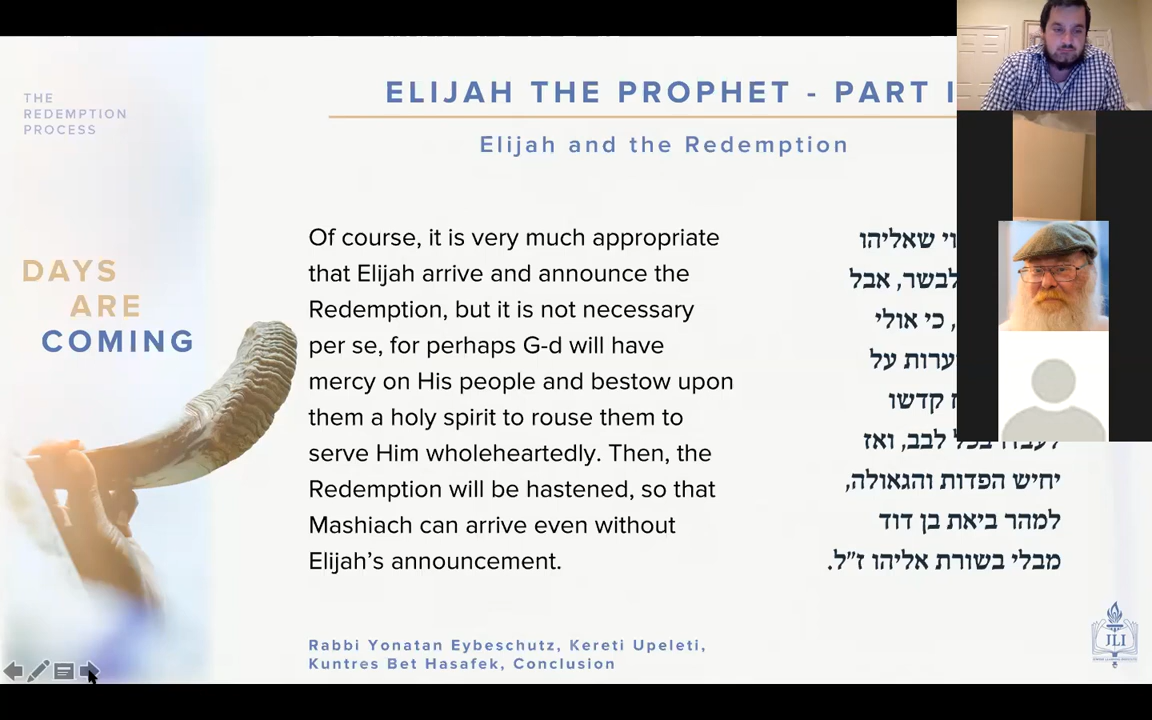 THE
REDEMPTION
PROCESS
DAYS
ARE
COMING
ELIJAH THE PROPHET - PART I
Elijah and the Redemption
Of course, it is very much appropriate
that Elijah arrive and announce the
Redemption, but it is not necessary
per se, for perhaps G-d will have
mercy on His people and bestow upon
them a holy spirit to rouse them to
serve Him wholeheartedly. Then, the
Redemption will be hastened, so that
Mashiach can arrive even without
Elijah's announcement.
שאליהו
לבשר, אבל
כי אולי
על
קדשו
לבב, ואז
יחיש הפדות והגאולה,
למהר ביאת בן דוד
מבלי בשורת אליהו ז"ל.
Rabbi Yonatan Eybeschutz, Kereti Upeleti,
Kuntres Bet Hasafek, Conclusion
JLI